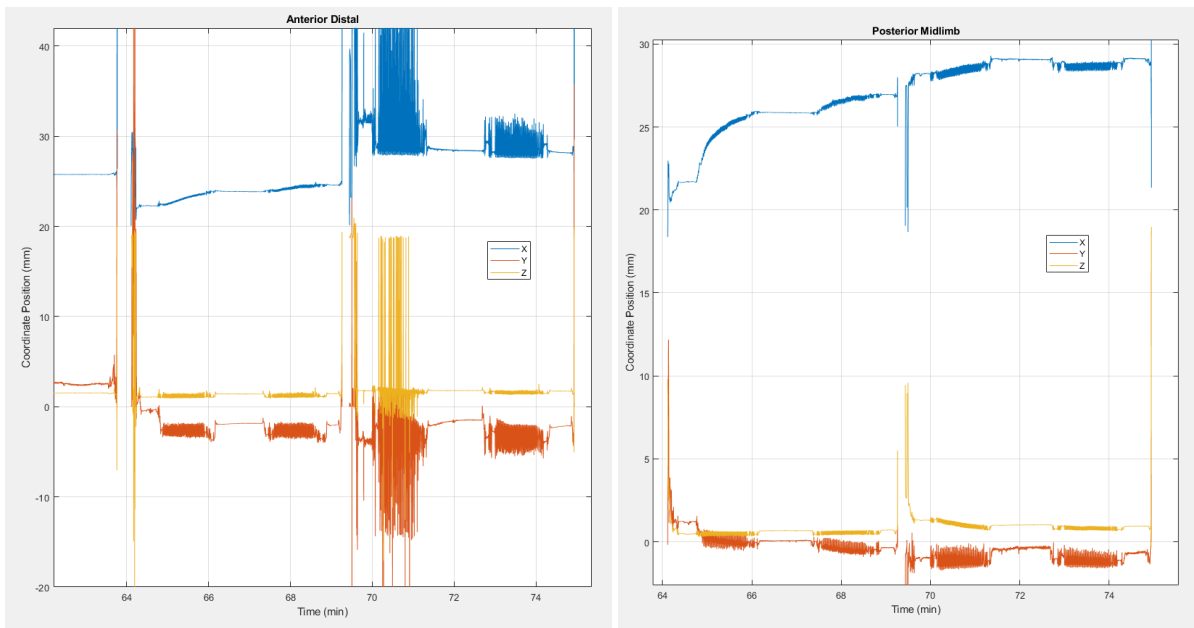 Anterior Distal
40
30
20
10
0
-10
-20
64
66
68
70
72
74
Time (min)
Coordinate Position (mm)
X
Y
Z
Posterior Midlimb
30
25
20
15
10
5
0
64
66
68
70
72
74
Time (min)
Coordinate Position (mm)
X
Y
Z